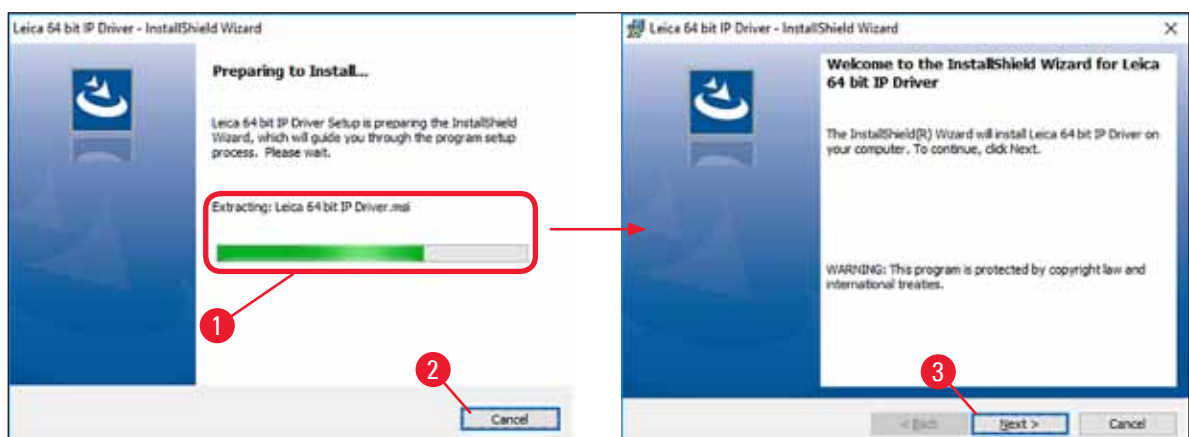 Leica 64 bit IP Driver - InstallShield Wizard
Preparing to Install...
Leica 64 bit IP Driver Setup is preparing the InstallShield
Wizard, which will guide you through the program setup
process. Please wait.
Extracting: Leica 64 bit IP Driver.msi
1
2
Cancel
Leica 64 bit IP Driver - InstallShield Wizard
Welcome to the InstallShield Wizard for Leica
64 bit IP Driver
The InstallShield(R) Wizard will install Leica 64 bit IP Driver on
your computer. To continue, click Next.
WARNING: This program is protected by copyright law and
international treaties.
3
< Back Next > Cancel